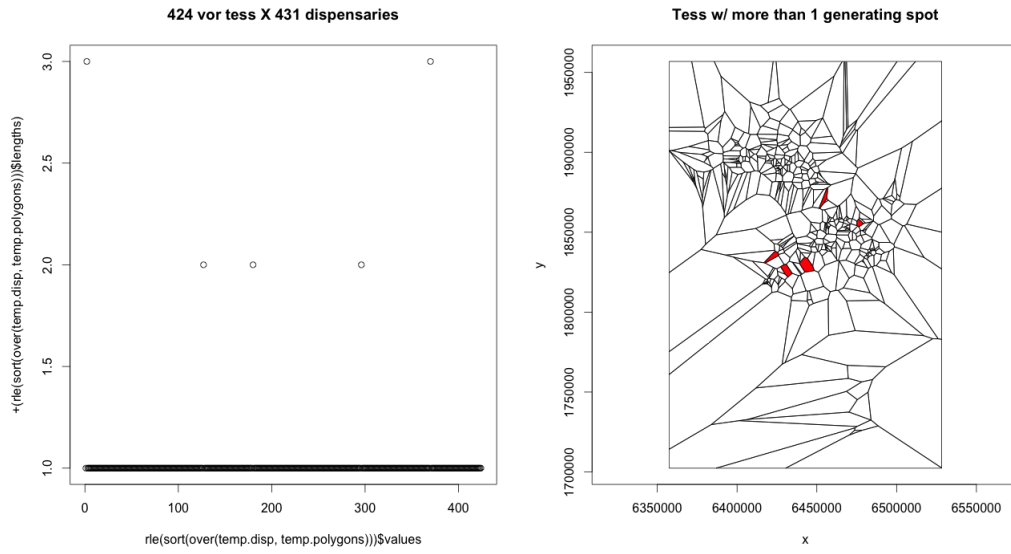 424 vor tess X 431 dispensaries
+(rle(sort(over(temp.disp, temp.polygons)))$lengths)
3.0
2.5
2.0
1.5
1.0
0 100 200 300 400
rle(sort(over(temp.disp, temp.polygons)))$values
Tess w/ more than 1 generating spot
y
1950000
1900000
1850000
1800000
1750000
1700000
6350000 6400000 6450000 6500000 6550000
x